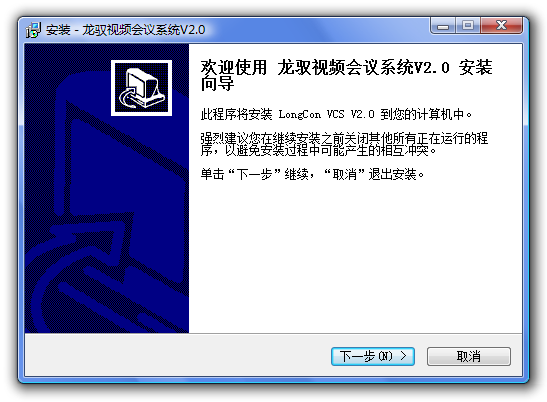 安装 - 龙驭视频会议系统V2.0
欢迎使用 龙驭视频会议系统V2.0 安装
向导
此程序将安装 LongCon VCS V2.0 到您的计算机中。
强烈建议您在继续安装之前关闭其他所有正在运行的程
序，以避免安装过程中可能产生的相互冲突。
单击“下一步”继续，“取消”退出安装。
下一步(N) >
取消